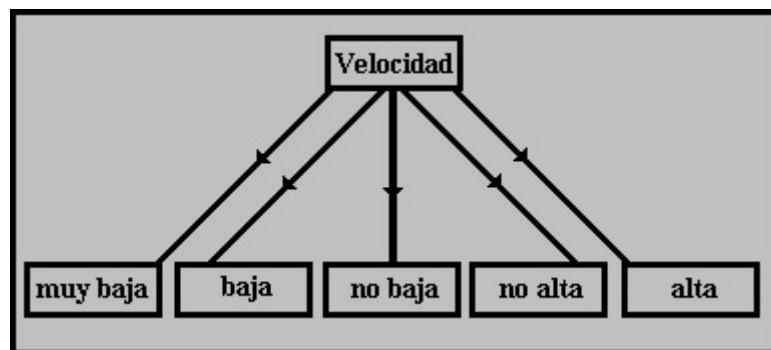 Velocidad
muy baja
baja
no baja
no alta
alta